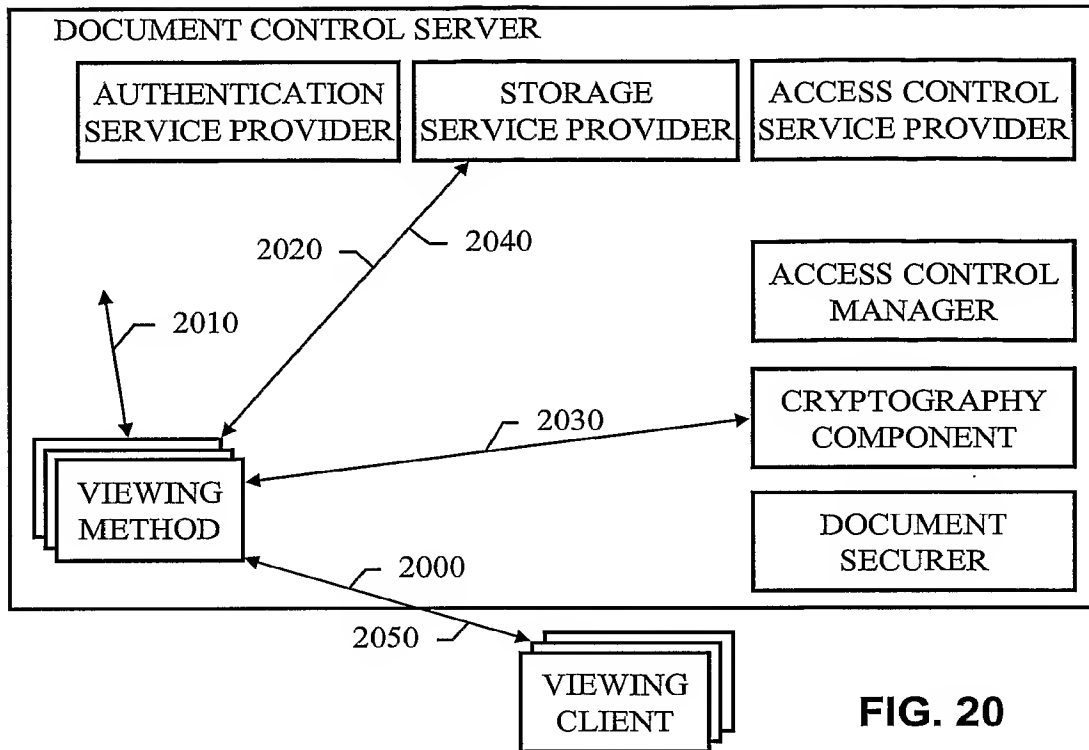 DOCUMENT CONTROL SERVER
AUTHENTICATION
SERVICE PROVIDER
STORAGE
SERVICE PROVIDER
ACCESS CONTROL
SERVICE PROVIDER
2020
2040
ACCESS CONTROL
MANAGER
2010
2030
CRYPTOGRAPHY
COMPONENT
VIEWING
METHOD
DOCUMENT
SECURER
2000
2050
VIEWING
CLIENT
FIG. 20